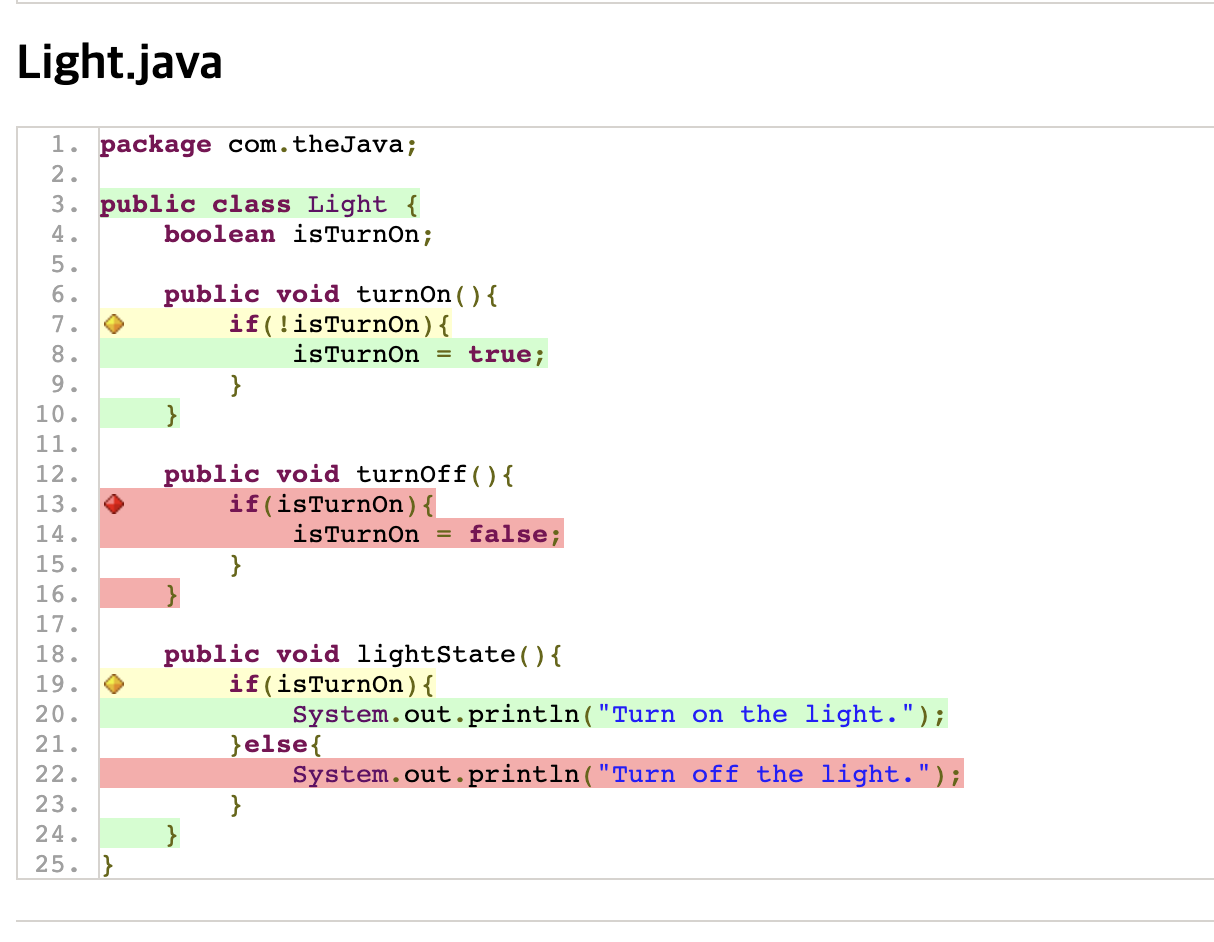 Light.java
1. package com.theJava;
2.
3. public class Light {
4.     boolean isTurnOn;
5.
6.     public void turnOn(){
7.         if(!isTurnOn){
8.             isTurnOn = true;
9.         }
10.     }
11.
12.     public void turnOff(){
13.         if(isTurnOn){
14.             isTurnOn = false;
15.         }
16.     }
17.
18.     public void lightState(){
19.         if(isTurnOn){
20.             System.out.println("Turn on the light.");
21.         }else{
22.             System.out.println("Turn off the light.");
23.         }
24.     }
25. }